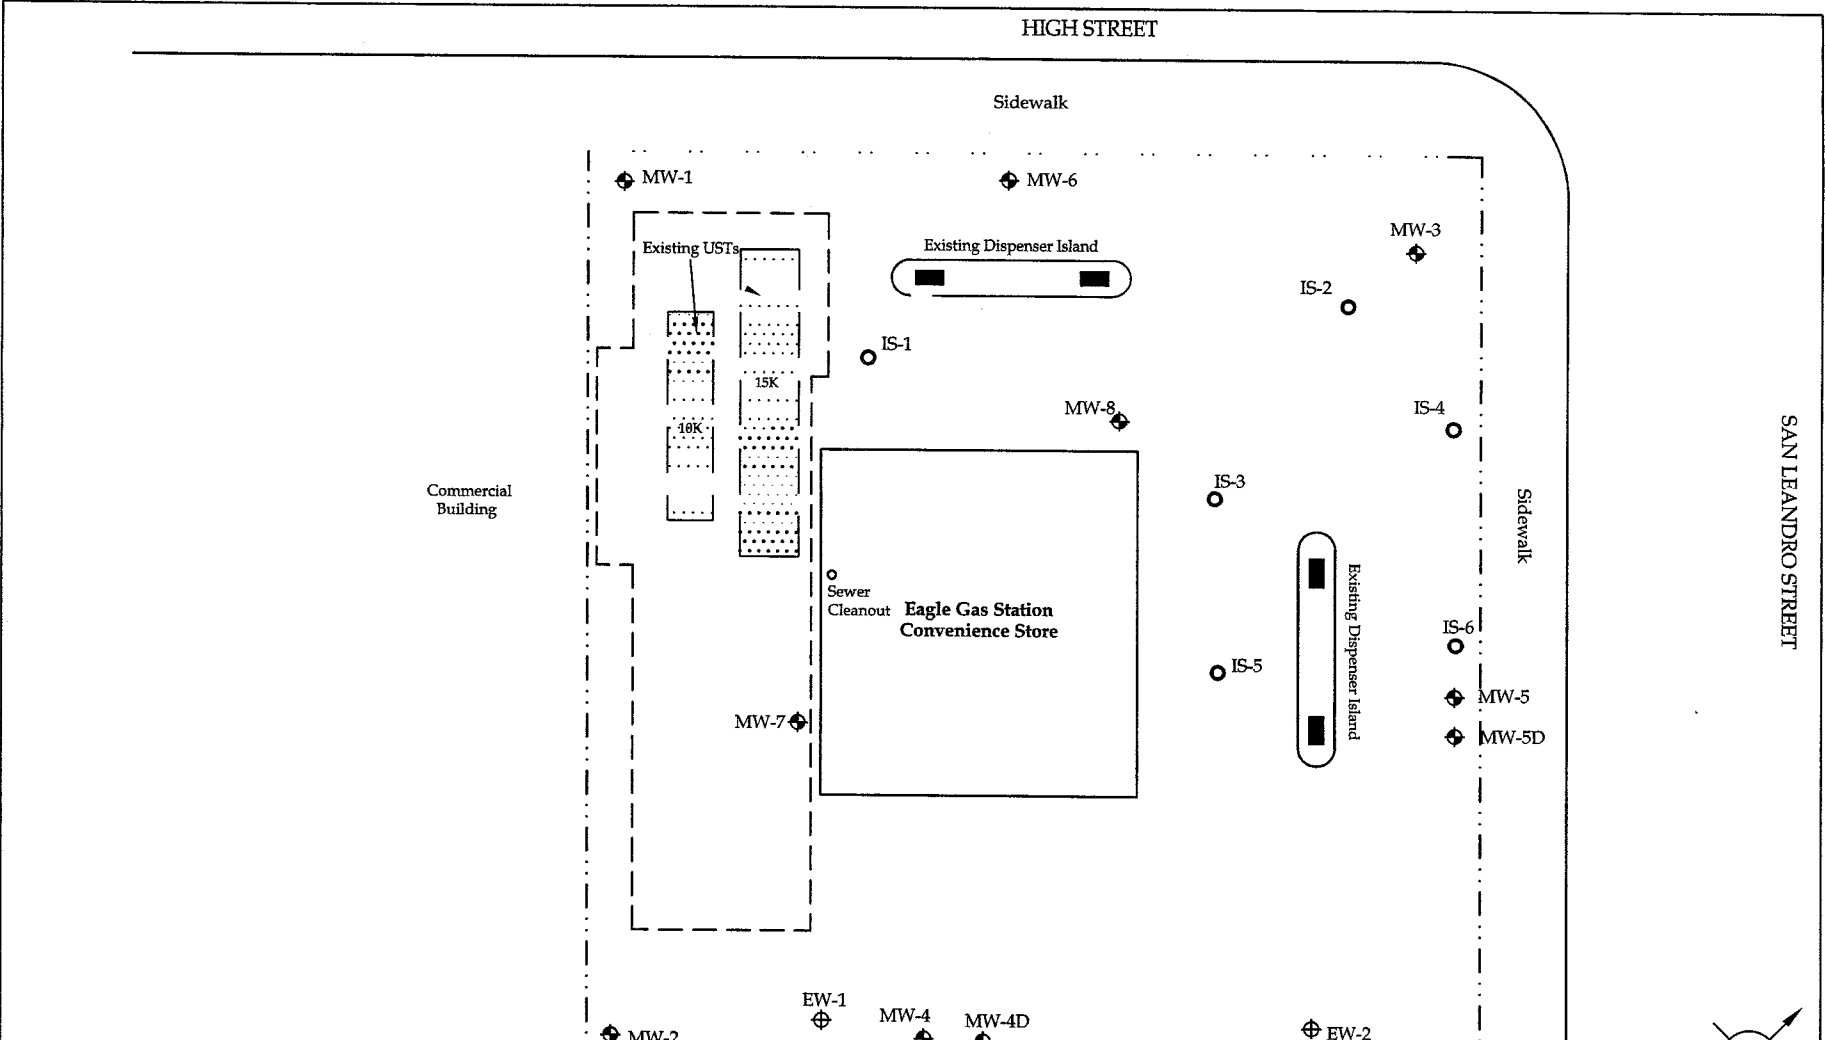 HIGH STREET
Sidewalk
MW-1
MW-6
MW-3
Existing USTs
Existing Dispenser Island
IS-2
IS-1
15K
MW-8
IS-4
10K
SAN LEANDRO STREET
Commercial
Building
IS-3
Sidewalk
Existing Dispenser Island
Sewer
Cleanout
Eagle Gas Station
Convenience Store
IS-6
IS-5
MW-5
MW-7
MW-5D
EW-1
MW-4
MW-4D
MW-2
EW-2